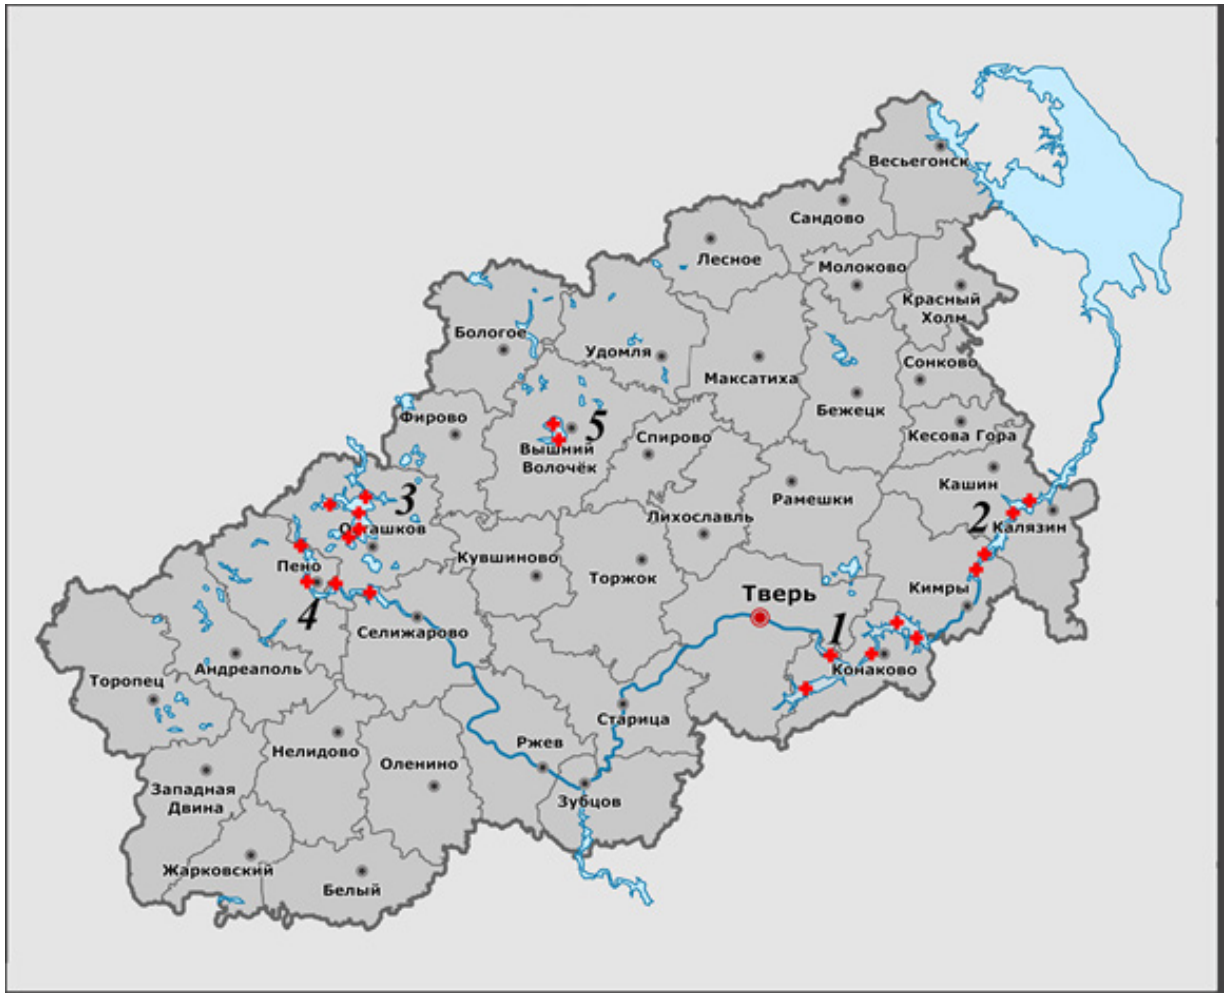 Весьегонск
Сандово
Лесное
Молоково
Красный
Холм
Бологое
Удомля
Максатиха
Сонково
Бежецк
Фирово
5
Спирово
Кесова Гора
Вышний
Волочёк
Кашин
3
Рамешки
2
Лихославль
Калязин
Осташков
Кувшиново
Торжок
Пено
Тверь
Кимры
4
1
Селижарово
Андреаполь
Конаково
Торопец
Старица
Ржев
Нелидово
Оленино
Западная
Двина
Зубцов
Жарковский
Белый